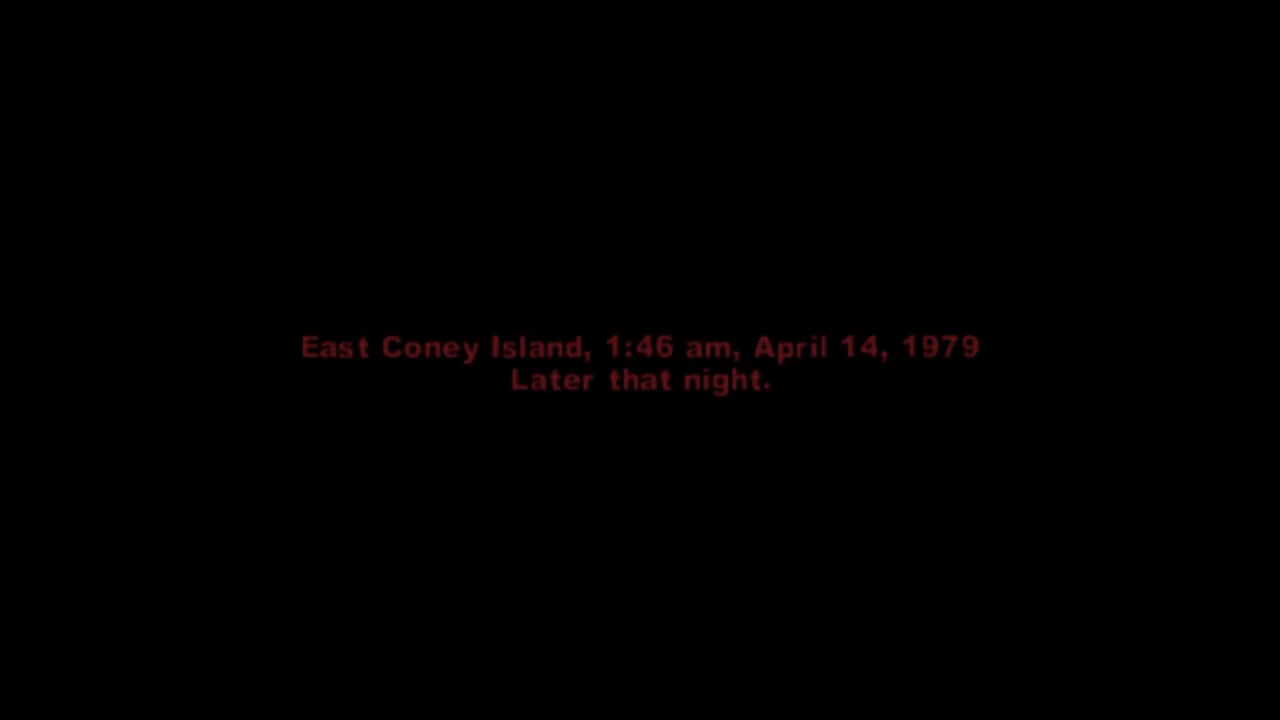 East Coney Island, 1:46 am, April 14, 1979
Later that night.